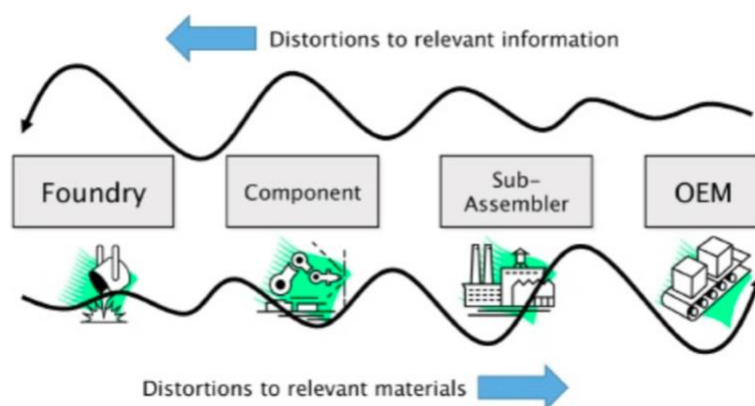 Distortions to relevant information
Foundry
Component
Sub-
Assembler
OEM
Distortions to relevant materials